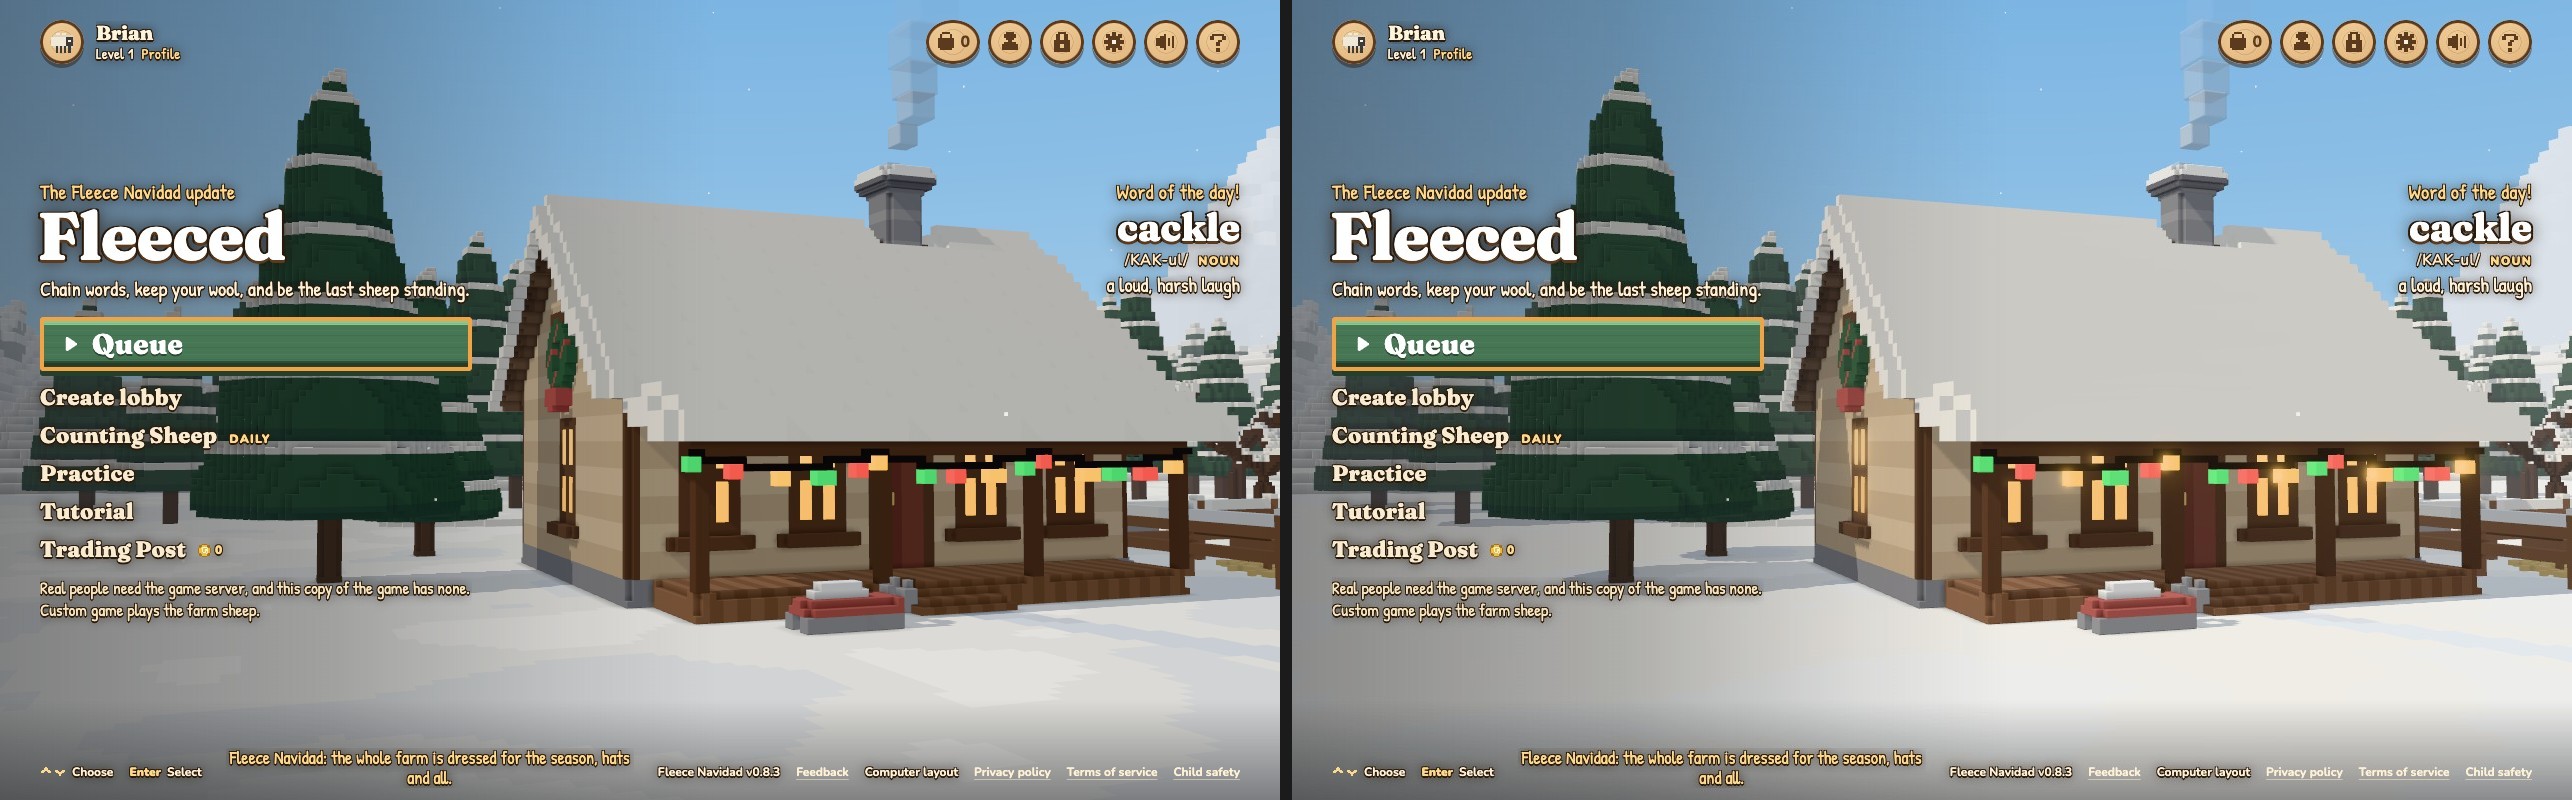 Brian
Level 1 Profile
0
The Fleece Navidad update
Fleeced
Chain words, keep your wool, and be the last sheep standing.
Queue
Create lobby
Counting Sheep DAILY
Practice
Tutorial
Trading Post 0
Real people need the game server, and this copy of the game has none.
Custom game plays the farm sheep.
Word of the day!
cackle
/KAK-ul/ NOUN
a loud, harsh laugh
Choose Enter Select
Fleece Navidad: the whole farm is dressed for the season, hats
and all.
Fleece Navidad v0.8.3 Feedback Computer layout Privacy policy Terms of service Child safety
Brian
Level 1 Profile
0
The Fleece Navidad update
Fleeced
Chain words, keep your wool, and be the last sheep standing.
Queue
Create lobby
Counting Sheep DAILY
Practice
Tutorial
Trading Post 0
Real people need the game server, and this copy of the game has none.
Custom game plays the farm sheep.
Word of the day!
cackle
/KAK-ul/ NOUN
a loud, harsh laugh
Choose Enter Select
Fleece Navidad: the whole farm is dressed for the season, hats
and all.
Fleece Navidad v0.8.3 Feedback Computer layout Privacy policy Terms of service Child safety